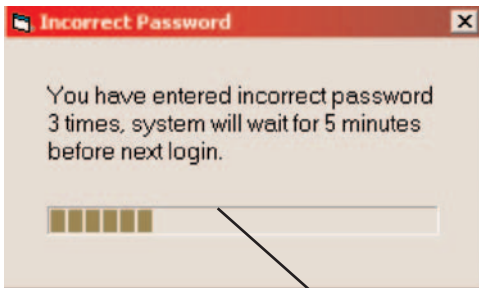 Incorrect Password
You have entered incorrect password
3 times, system will wait for 5 minutes
before next login.